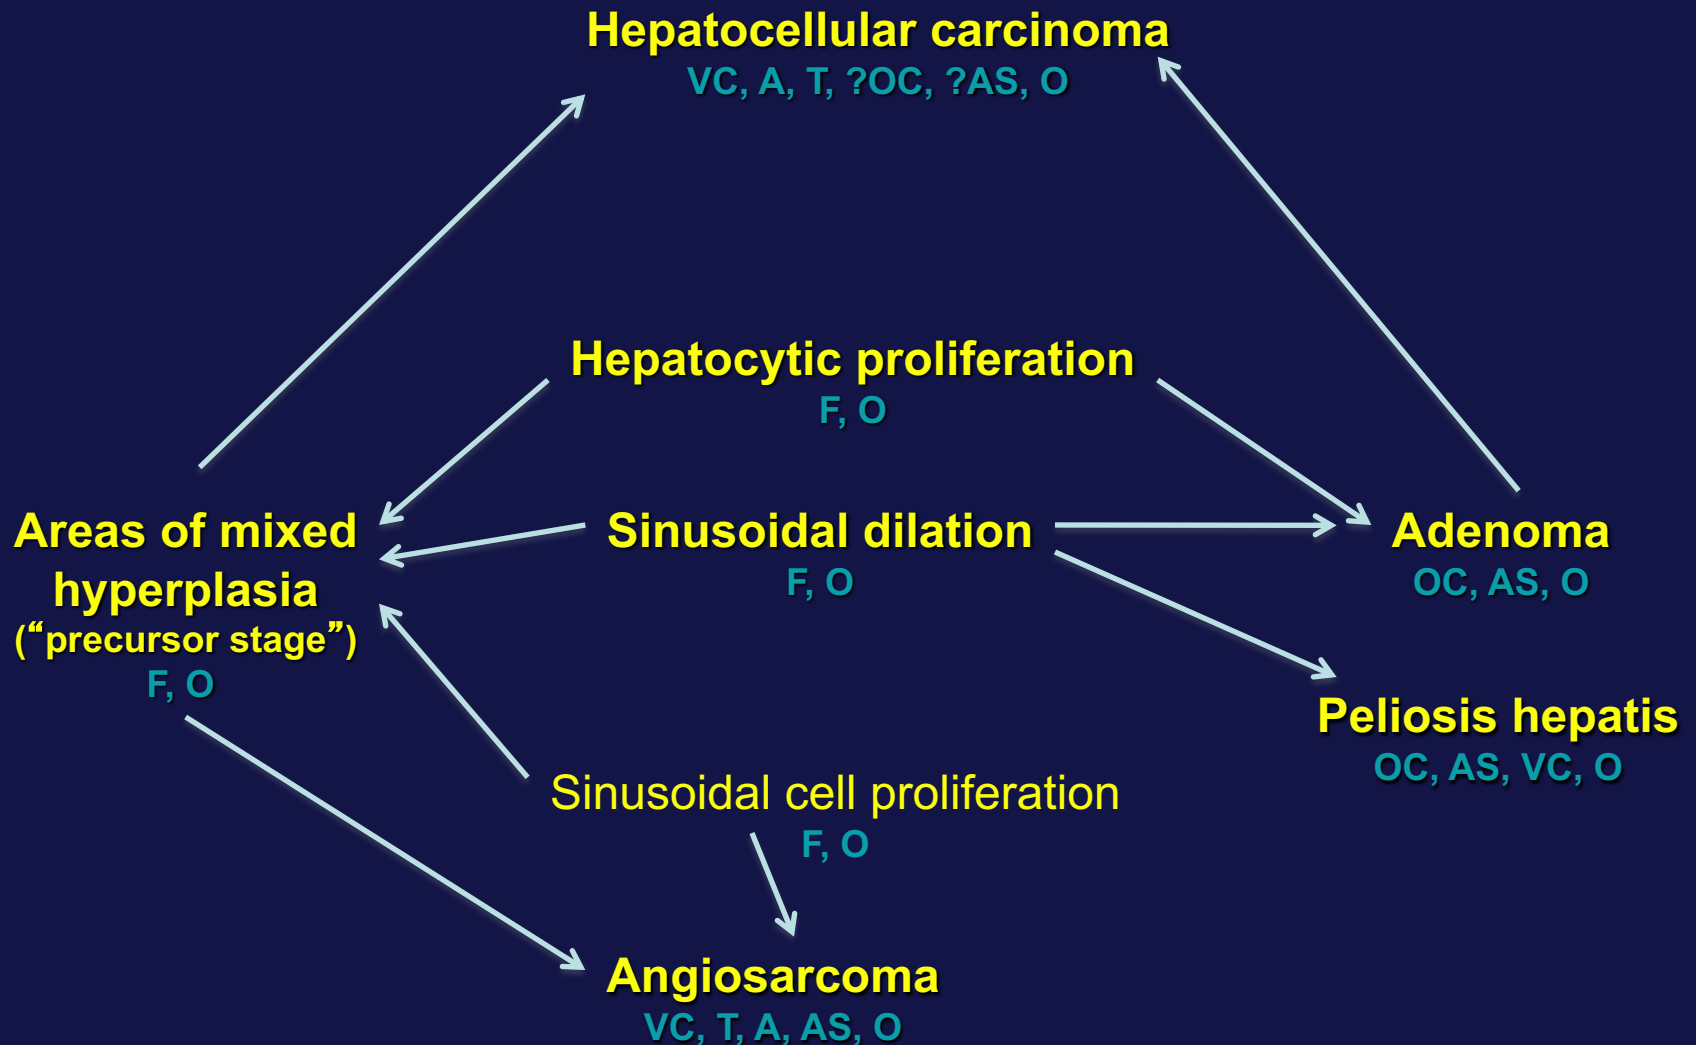 Hepatocellular carcinoma
VC, A, T, ?OC, ?AS, O
Hepatocytic proliferation
F, O
Areas of mixed
hyperplasia
(“precursor stage”)
F, O
Sinusoidal dilation
F, O
Adenoma
OC, AS, O
Peliosis hepatis
OC, AS, VC, O
Sinusoidal cell proliferation
F, O
Angiosarcoma
VC, T, A, AS, O